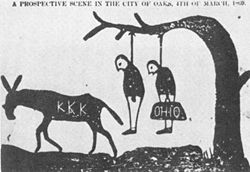 A PROSPECTIVE SCENE IN THE CITY OF OAKS, 4TH OF MARCH, 1869.
K.K.K.
OHIO